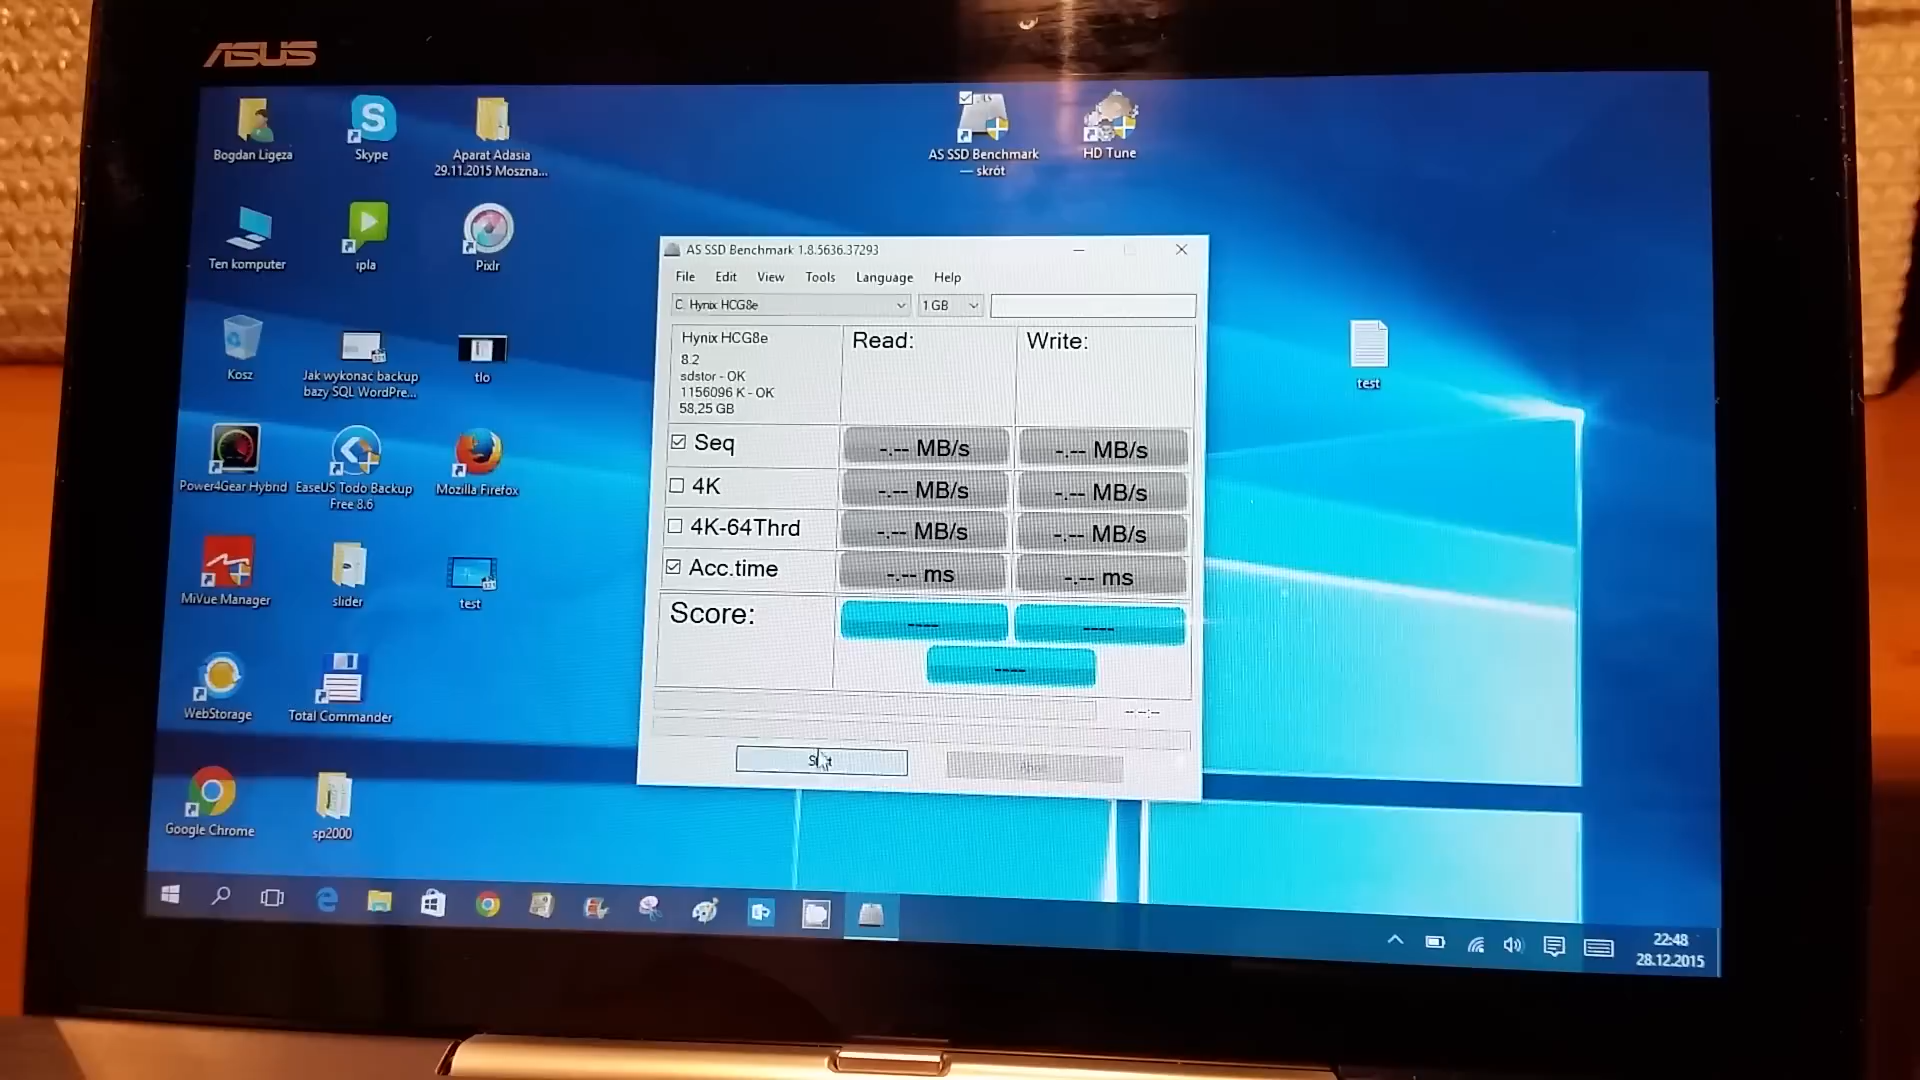 ASUS
Bogdan Ligęza
Skype
Aparat Adasia
29.11.2015 Moszna...
AS SSD Benchmark
— skrót
HD Tune
Ten komputer
ipla
Pixlr
Kosz
Jak wykonać backup
bazy SQL WordPre...
tlo
test
Power4Gear Hybrid
EaseUS Todo Backup
Free 8.6
Mozilla Firefox
MiVue Manager
slider
test
WebStorage
Total Commander
Google Chrome
sp2000
AS SSD Benchmark 1.8.5636.37293
File Edit View Tools Language Help
C: Hynix HCG8e
1 GB
Hynix HCG8e
8.2
sdstor - OK
1156096 K - OK
58,25 GB
Read:
Write:
Seq
-.-- MB/s
-.-- MB/s
4K
-.-- MB/s
-.-- MB/s
4K-64Thrd
-.-- MB/s
-.-- MB/s
Acc.time
-.-- ms
-.-- ms
Score:
----
----
----
--:--
Start
22:48
28.12.2015